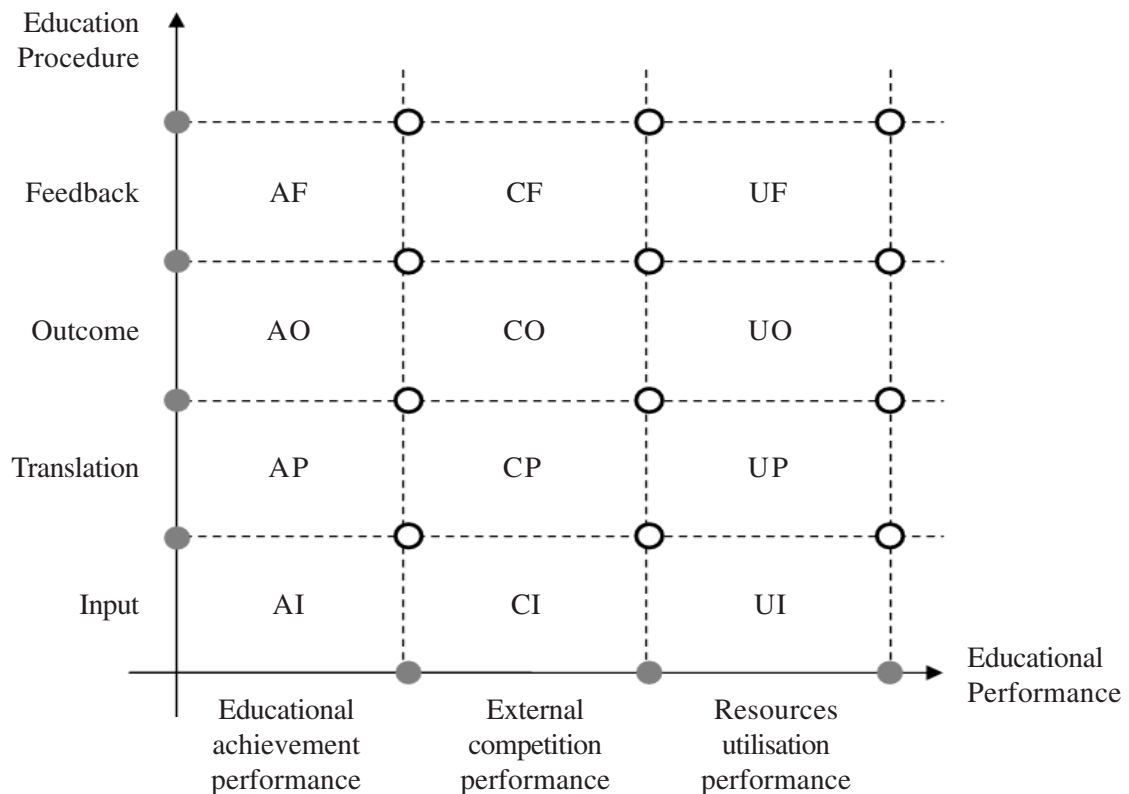 Education
Procedure
Feedback AF CF UF
Outcome AO CO UO
Translation AP CP UP
Input AI CI UI
Educational
Performance
Educational
achievement
performance
External
competition
performance
Resources
utilisation
performance